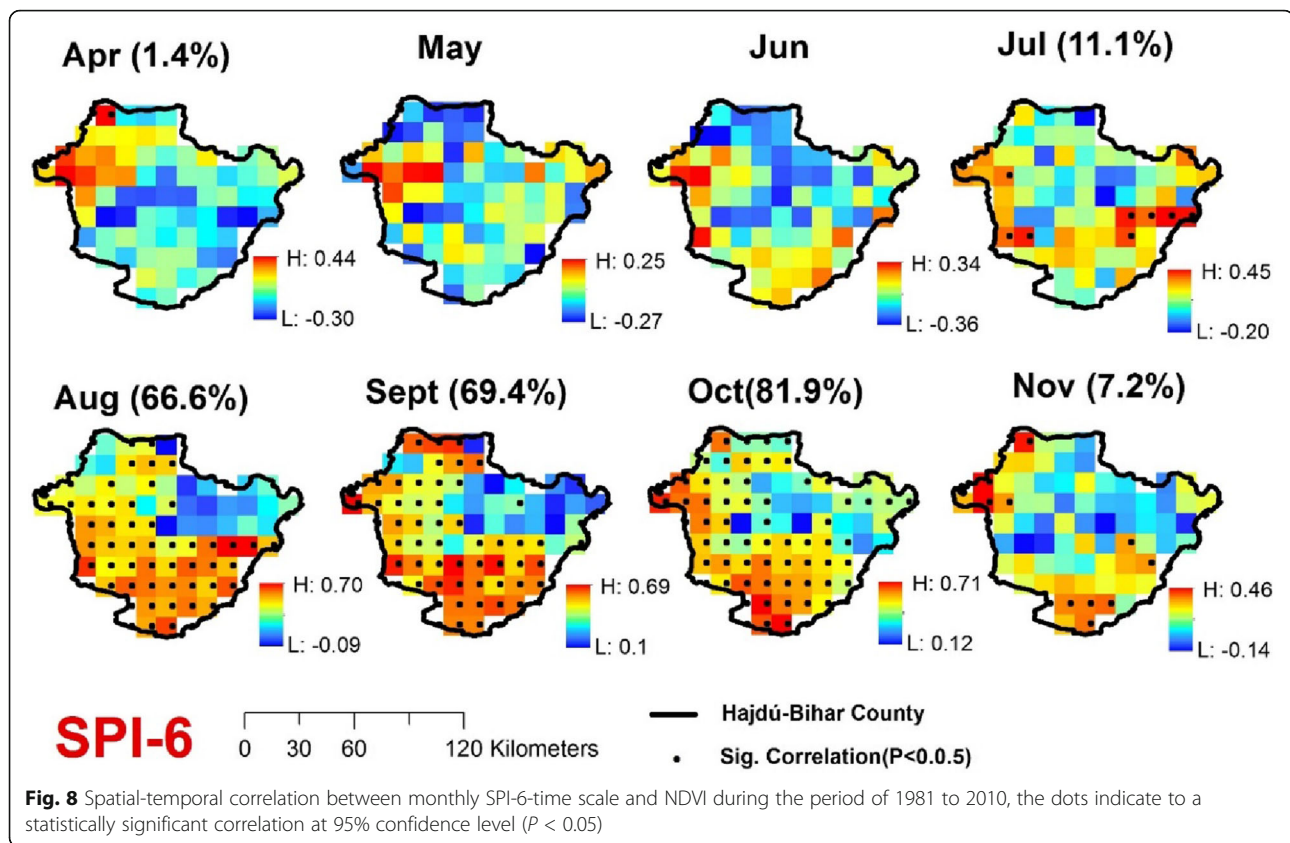 Apr (1.4%)
May
Jun
Jul (11.1%)
H: 0.44
L: -0.30
H: 0.25
L: -0.27
H: 0.34
L: -0.36
H: 0.45
L: -0.20
Aug (66.6%)
Sept (69.4%)
Oct(81.9%)
Nov (7.2%)
H: 0.70
L: -0.09
H: 0.69
L: 0.1
H: 0.71
L: 0.12
H: 0.46
L: -0.14
SPI-6
0 30 60 120 Kilometers
Hajdú-Bihar County
Sig. Correlation(P<0.0.5)
Fig. 8 Spatial-temporal correlation between monthly SPI-6-time scale and NDVI during the period of 1981 to 2010, the dots indicate to a
statistically significant correlation at 95% confidence level (P < 0.05)